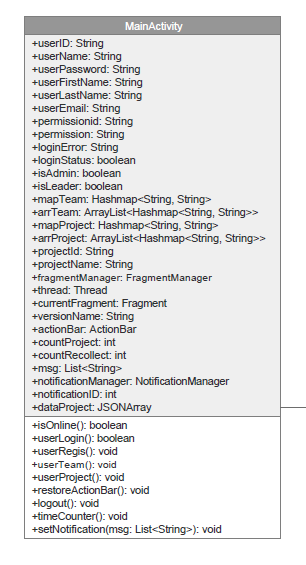 MainActivity
+userID: String
+userName: String
+userPassword: String
+userFirstName: String
+userLastName: String
+userEmail: String
+permissionid: String
+permission: String
+loginError: String
+loginStatus: boolean
+isAdmin: boolean
+isLeader: boolean
+mapTeam: Hashmap<String, String>
+arrTeam: ArrayList<Hashmap<String, String>>
+mapProject: Hashmap<String, String>
+arrProject: ArrayList<Hashmap<String, String>>
+projectId: String
+projectName: String
+fragmentManager: FragmentManager
+thread: Thread
+currentFragment: Fragment
+versionName: String
+actionBar: ActionBar
+countProject: int
+countRecollect: int
+msg: List<String>
+notificationManager: NotificationManager
+notificationID: int
+dataProject: JSONArray
+isOnline(): boolean
+userLogin(): boolean
+userRegis(): void
+userTeam(): void
+userProject(): void
+restoreActionBar(): void
+logout(): void
+timeCounter(): void
+setNotification(msg: List<String>): void